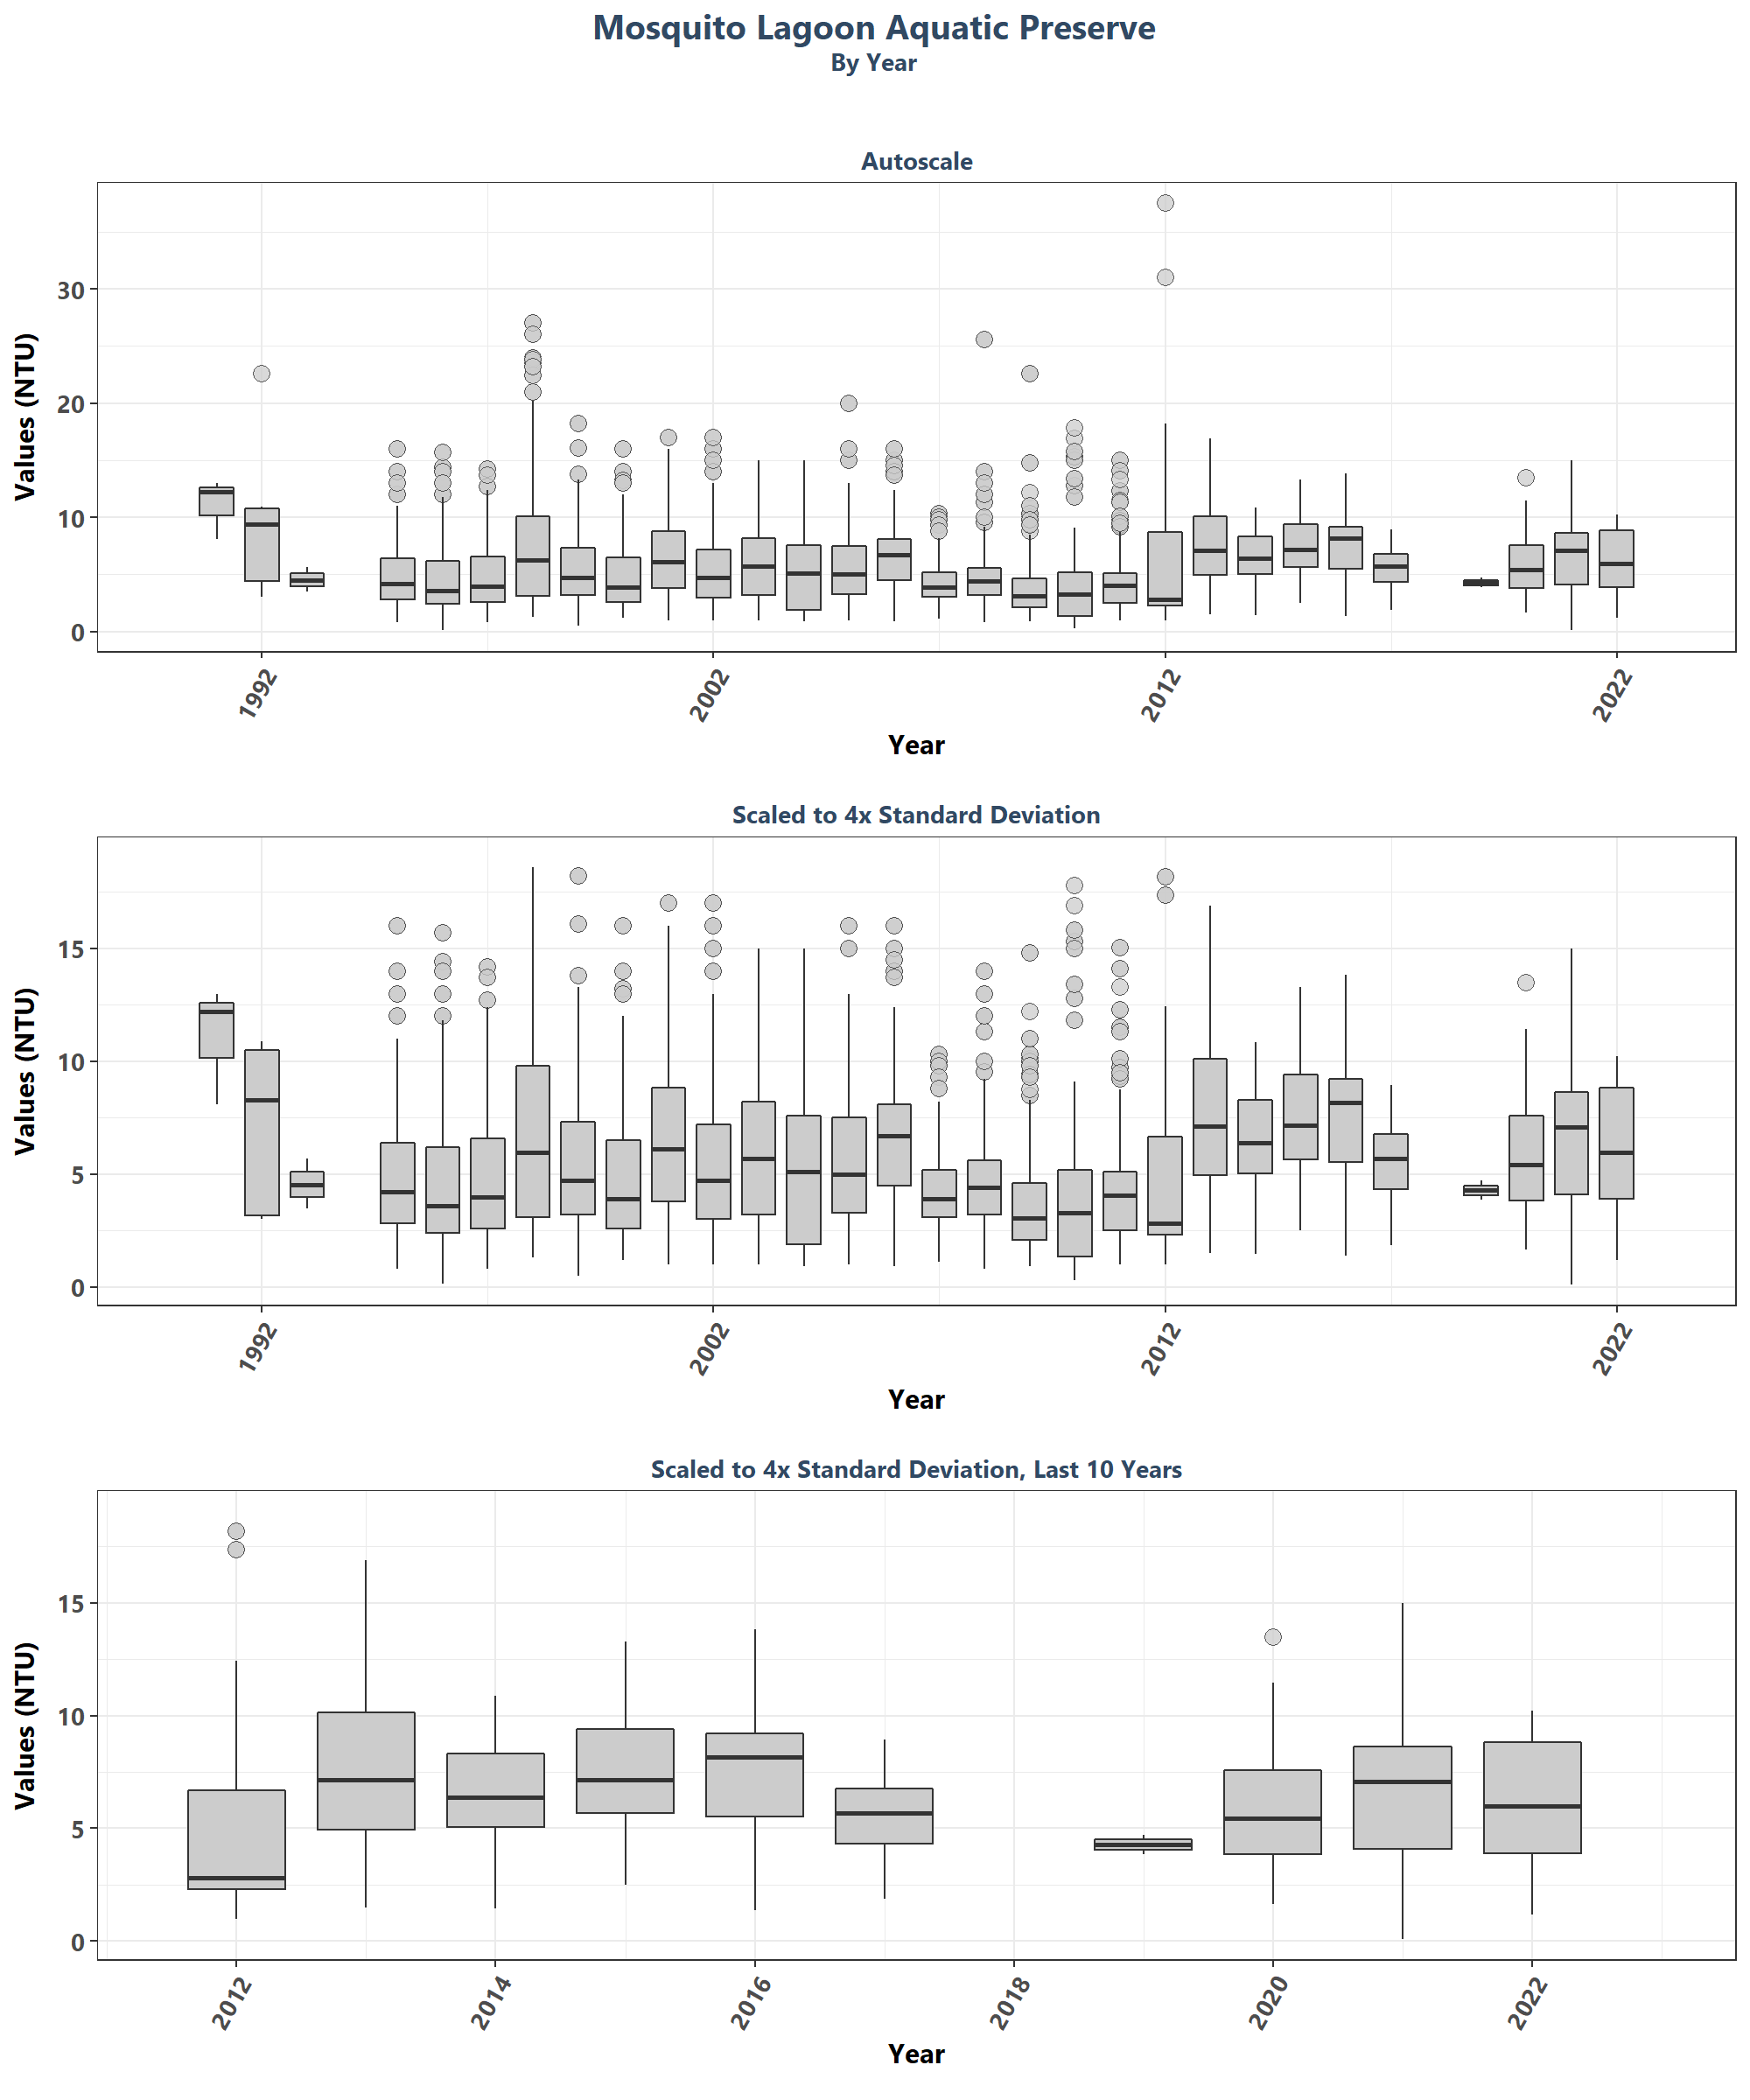 Mosquito Lagoon Aquatic Preserve
By Year
Autoscale
Values (NTU)
30
20
10
0
1992
2002
2012
2022
Year
Scaled to 4x Standard Deviation
Values (NTU)
15
10
5
0
1992
2002
2012
2022
Year
Scaled to 4x Standard Deviation, Last 10 Years
Values (NTU)
15
10
5
0
2012
2014
2016
2018
2020
2022
Year